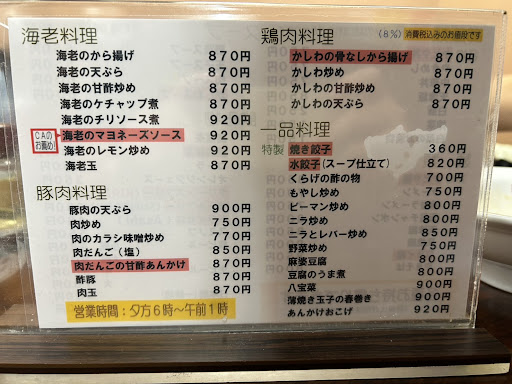 海老料理
海老のから揚げ 870円
海老の天ぷら 870円
海老の甘酢炒め 870円
海老のケチャップ煮 870円
海老のチリソース煮 920円
CAのお薦め! 海老のマヨネーズソース 920円
海老のレモン炒め 870円
海老玉 870円
豚肉料理
豚肉の天ぷら 900円
肉炒め 750円
肉のカラシ味噌炒め 770円
肉だんご(塩) 850円
肉だんごの甘酢あんかけ 870円
酢豚 870円
肉玉 870円
営業時間:夕方6時〜午前1時
鶏肉料理 (8%) 消費税込みのお値段です
かしわの骨なしから揚げ 870円
かしわ炒め 870円
かしわの甘酢炒め 870円
かしわの天ぷら 870円
一品料理
特製 焼き餃子 360円
水餃子(スープ仕立て) 820円
くらげの酢の物 700円
もやし炒め 750円
ピーマン炒め 800円
ニラ炒め 750円
ニラとレバー炒め 800円
野菜炒め 750円
麻婆豆腐 800円
豆腐のうま煮 800円
八宝菜 900円
薄焼き玉子の春巻き 900円
あんかけおこげ 920円